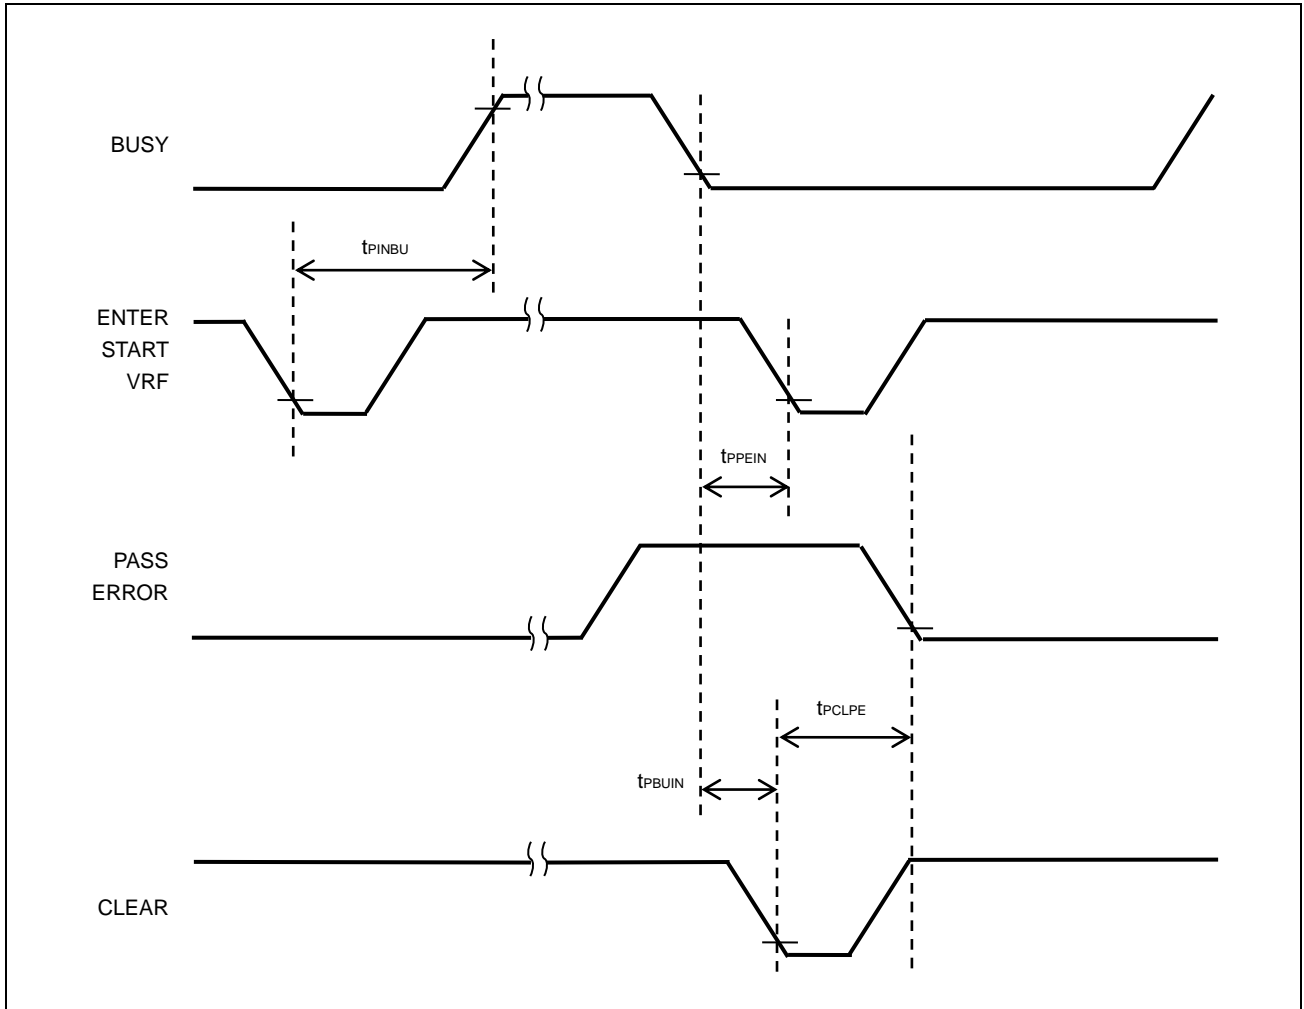 BUSY
tPINBU
ENTER
START
VRF
tPPEIN
PASS
ERROR
tPCLPE
tPBUIN
CLEAR